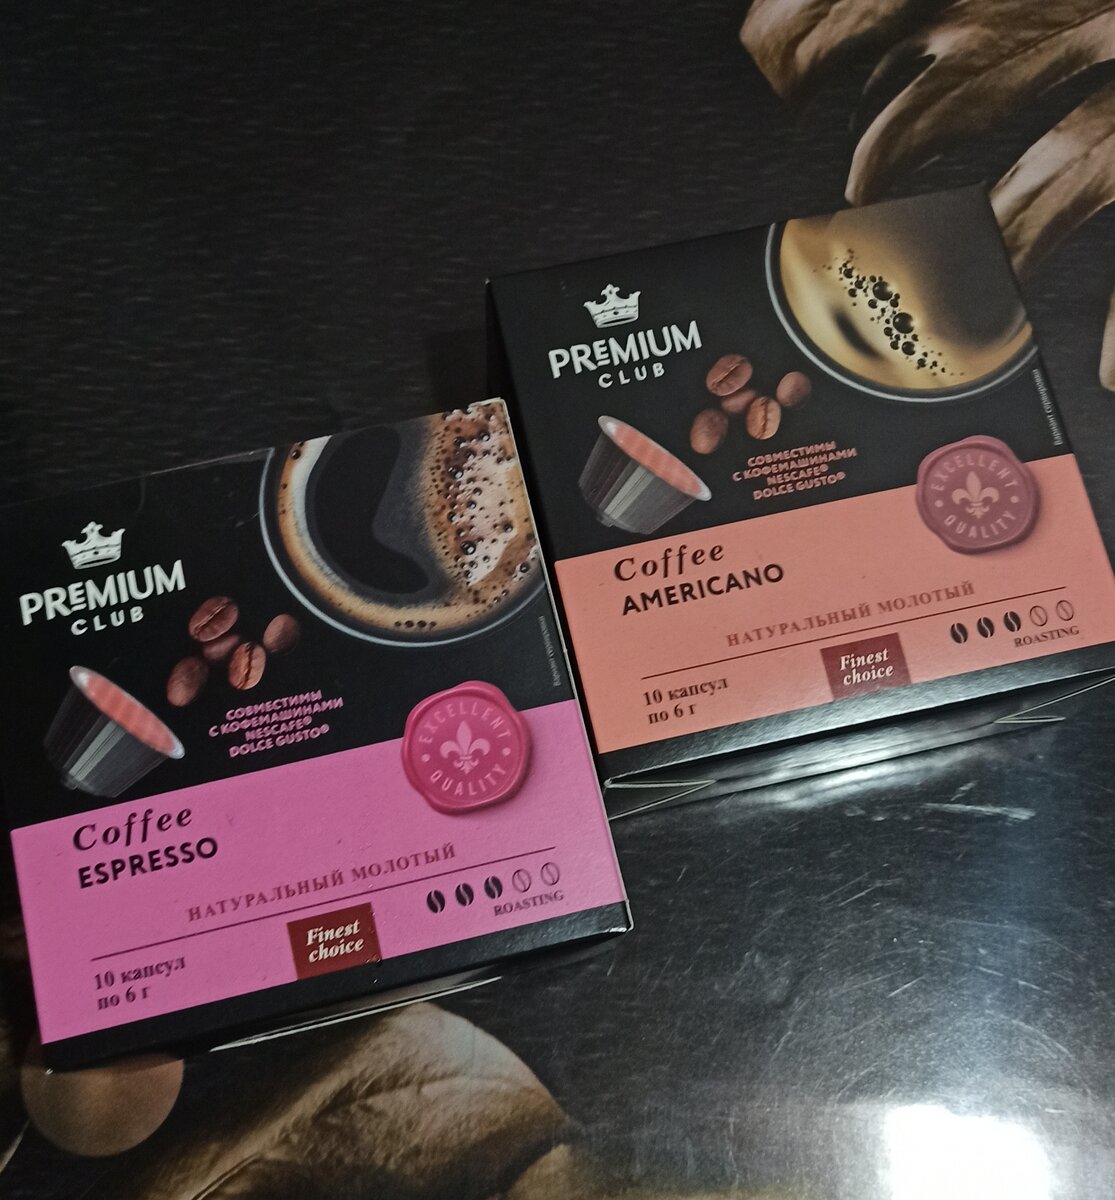 PREMIUM
CLUB
СОВМЕСТИМЫ
С КОФЕМАШИНАМИ
NESCAFE®
DOLCE GUSTO®
EXCELLENT
QUALITY
Coffee
AMERICANO
НАТУРАЛЬНЫЙ МОЛОТЫЙ
ROASTING
Finest
choice
10 капсул
по 6 г
PREMIUM
CLUB
СОВМЕСТИМЫ
С КОФЕМАШИНАМИ
NESCAFE®
DOLCE GUSTO®
EXCELLENT
QUALITY
Coffee
ESPRESSO
НАТУРАЛЬНЫЙ МОЛОТЫЙ
ROASTING
Finest
choice
10 капсул
по 6 г